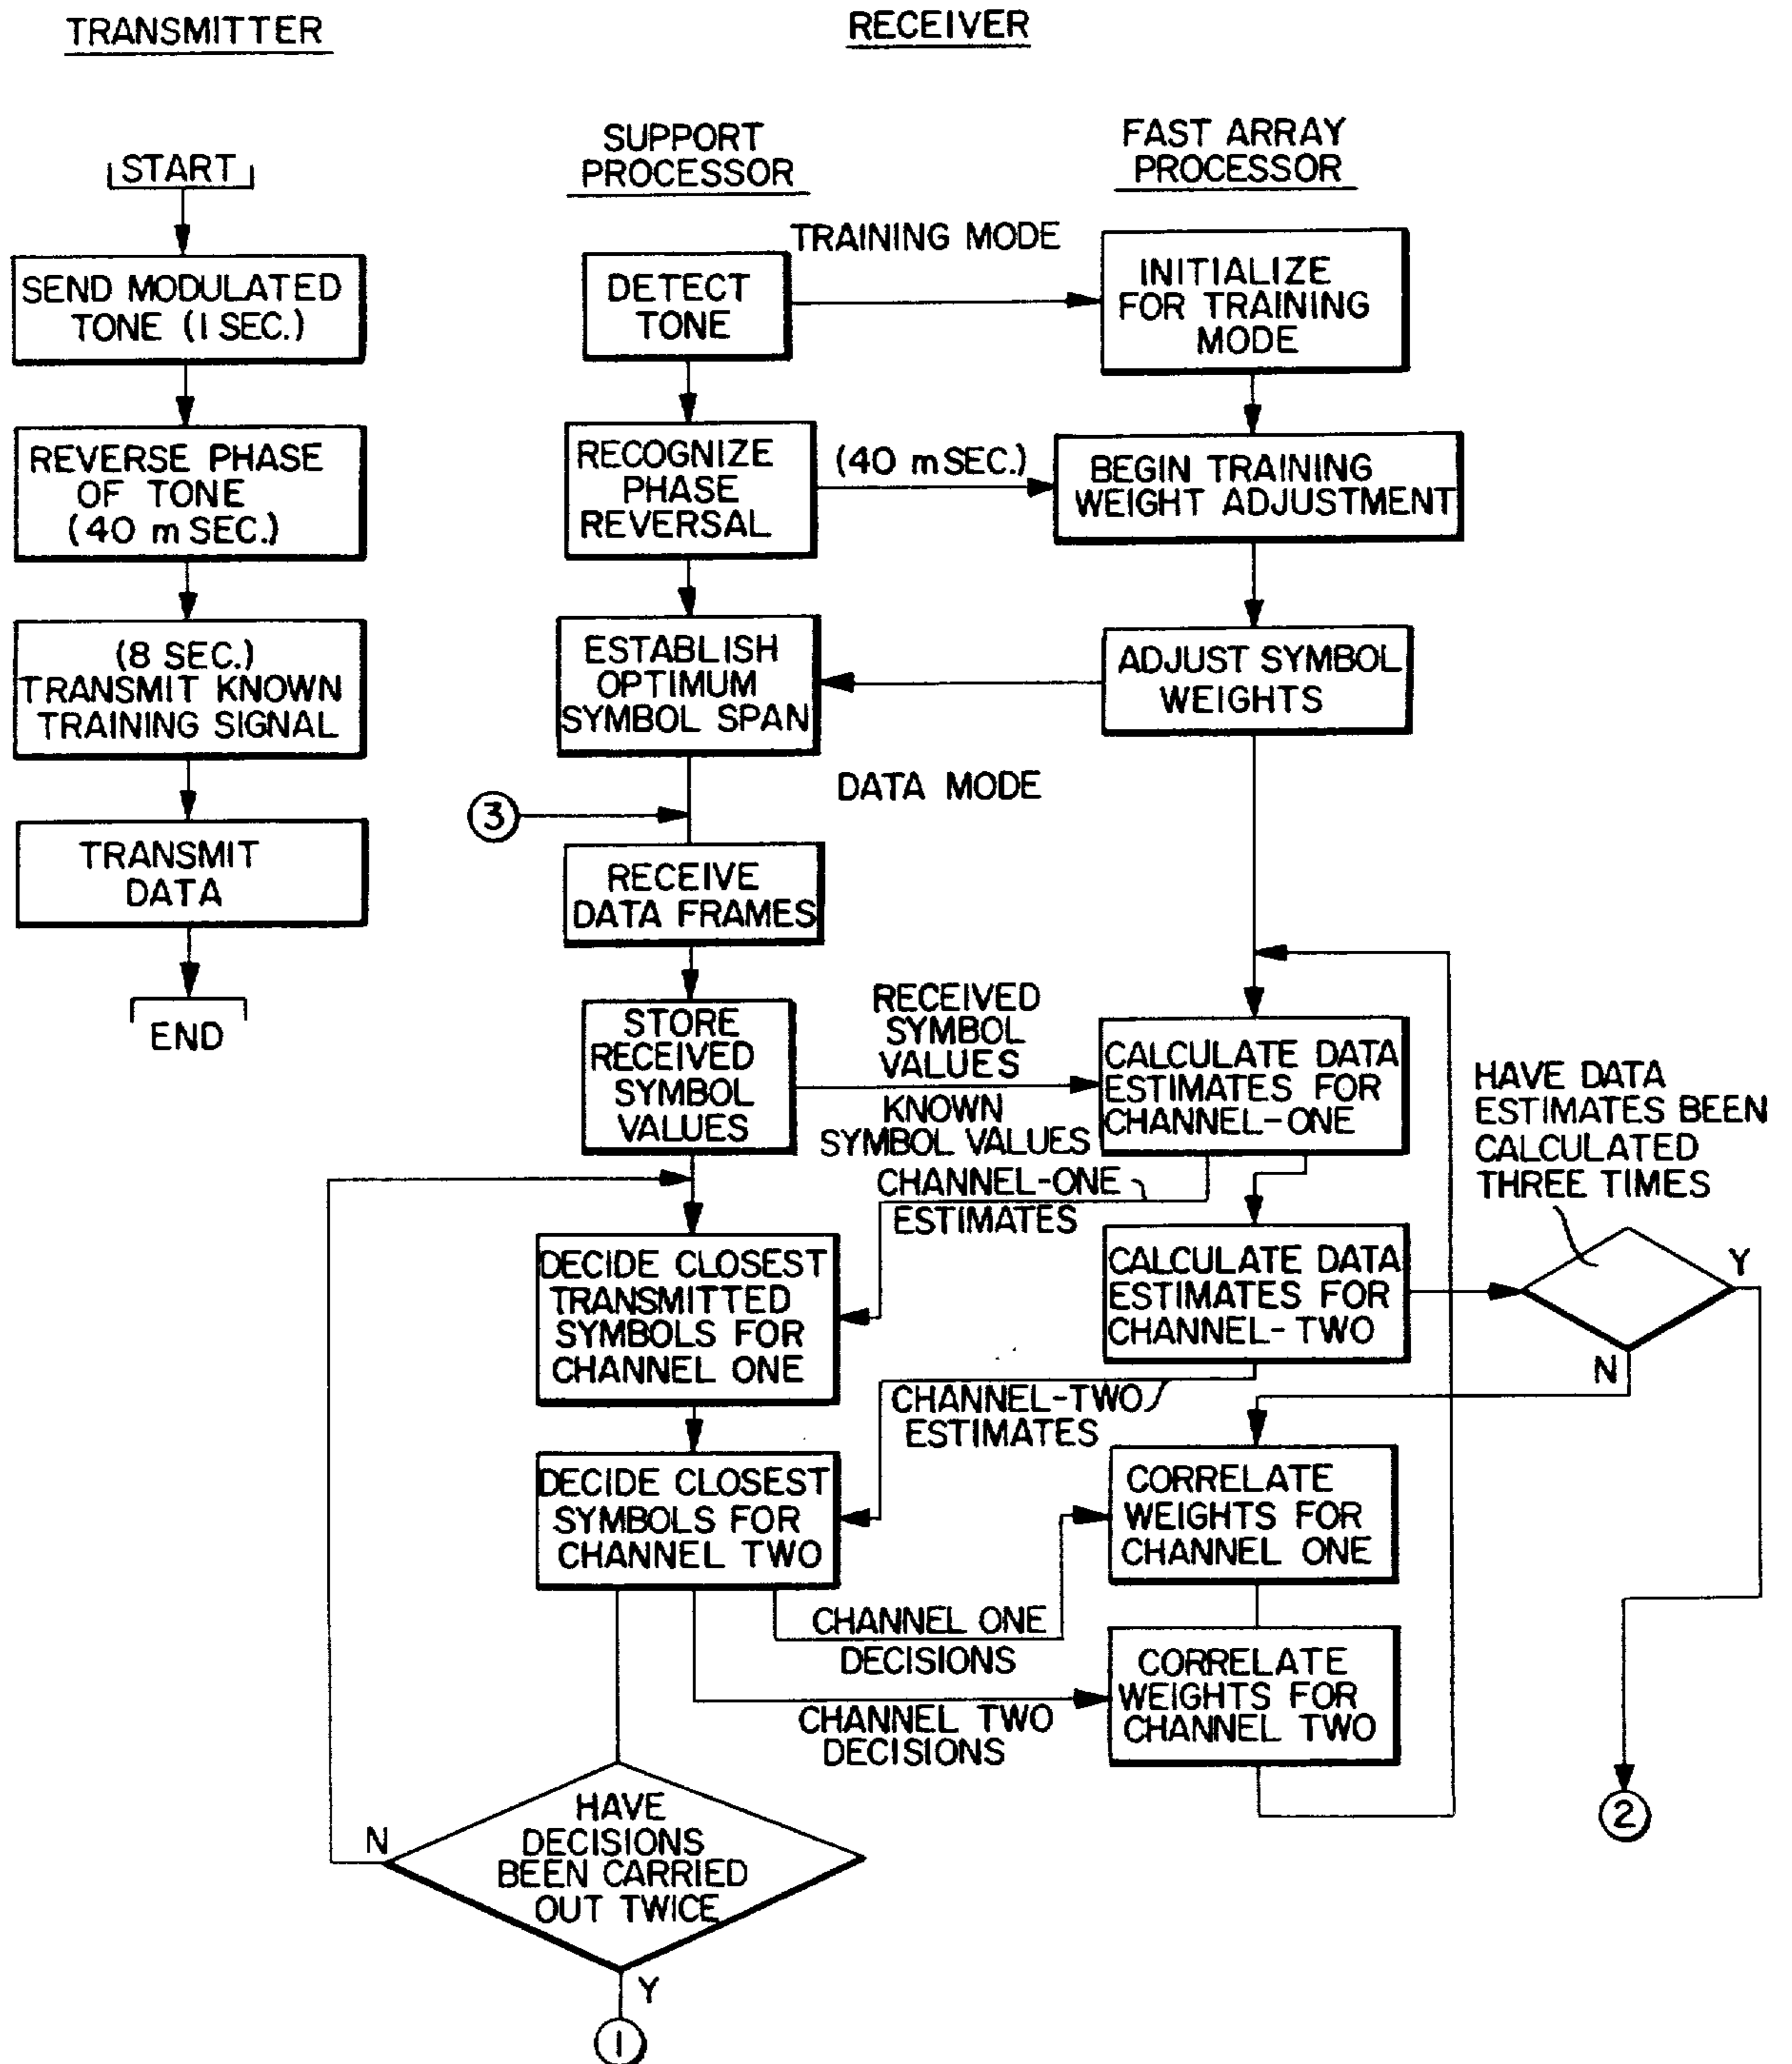 TRANSMITTER
RECEIVER
SUPPORT
PROCESSOR
FAST ARRAY
PROCESSOR
START
SEND MODULATED
TONE (1 SEC.)
REVERSE PHASE
OF TONE
(40 mSEC.)
(8 SEC.)
TRANSMIT KNOWN
TRAINING SIGNAL
TRANSMIT
DATA
END
TRAINING MODE
DETECT
TONE
INITIALIZE
FOR TRAINING
MODE
RECOGNIZE
PHASE
REVERSAL
(40 mSEC.)
BEGIN TRAINING
WEIGHT ADJUSTMENT
ESTABLISH
OPTIMUM
SYMBOL SPAN
ADJUST SYMBOL
WEIGHTS
DATA MODE
3
RECEIVE
DATA FRAMES
STORE
RECEIVED
SYMBOL
VALUES
RECEIVED
SYMBOL
VALUES
KNOWN
SYMBOL VALUES
CALCULATE DATA
ESTIMATES FOR
CHANNEL-ONE
HAVE DATA
ESTIMATES BEEN
CALCULATED
THREE TIMES
CHANNEL-ONE
ESTIMATES
DECIDE CLOSEST
TRANSMITTED
SYMBOLS FOR
CHANNEL ONE
CALCULATE DATA
ESTIMATES FOR
CHANNEL-TWO
Y
N
CHANNEL-TWO
ESTIMATES
DECIDE CLOSEST
SYMBOLS FOR
CHANNEL TWO
CORRELATE
WEIGHTS FOR
CHANNEL ONE
CHANNEL ONE
DECISIONS
CORRELATE
WEIGHTS FOR
CHANNEL TWO
CHANNEL TWO
DECISIONS
2
N
HAVE
DECISIONS
BEEN CARRIED
OUT TWICE
Y
1